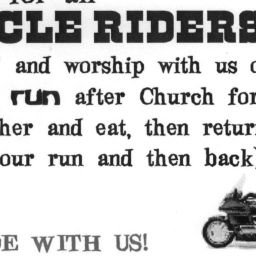 for all
CLE RIDERS
and worship with us o
run after Church for
her and eat, then retur
our run and then back)
E WITH US!